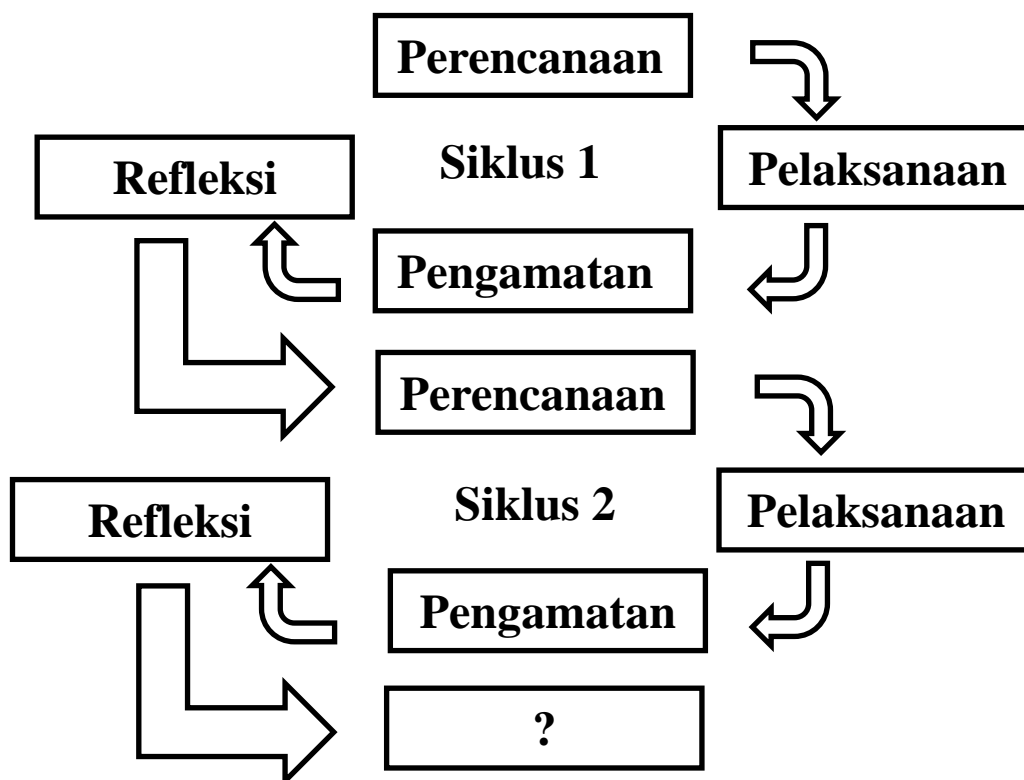 Perencanaan
Siklus 1
Refleksi
Pelaksanaan
Pengamatan
Perencanaan
Siklus 2
Refleksi
Pelaksanaan
Pengamatan
?